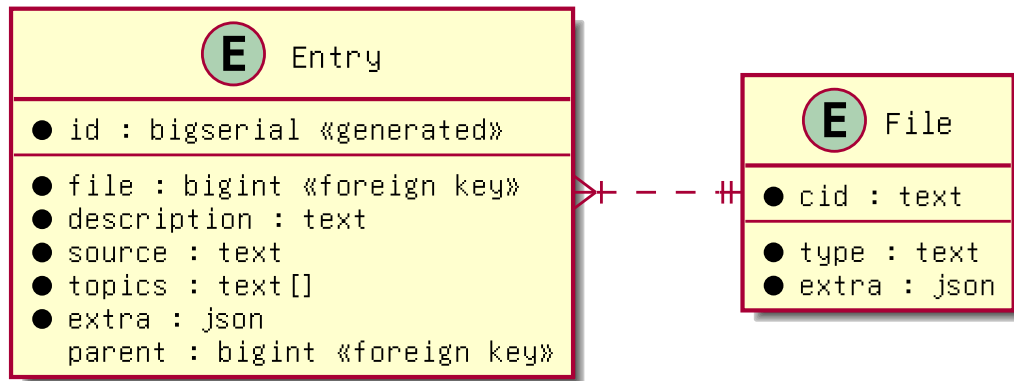 E Entry
● id : bigserial «generated»
● file : bigint «foreign key»
● description : text
● source : text
● topics : text[]
● extra : json
parent : bigint «foreign key»
E File
● cid : text
● type : text
● extra : json